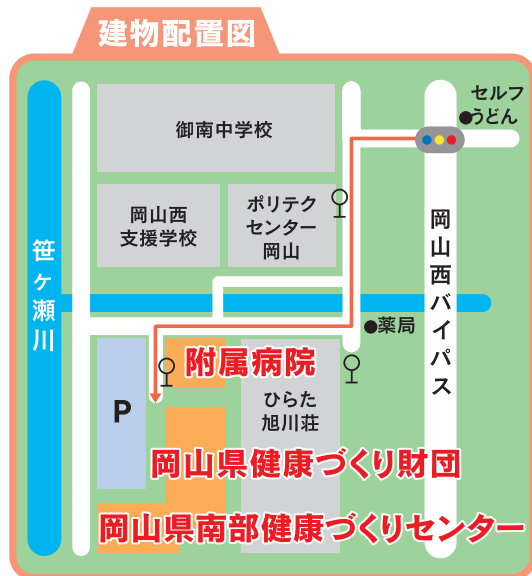 建物配置図
セルフ
うどん
御南中学校
岡山西
支援学校
ポリテク
センター
岡山
岡山西バイパス
笹ヶ瀬川
薬局
附属病院
P
ひらた
旭川荘
岡山県健康づくり財団
岡山県南部健康づくりセンター